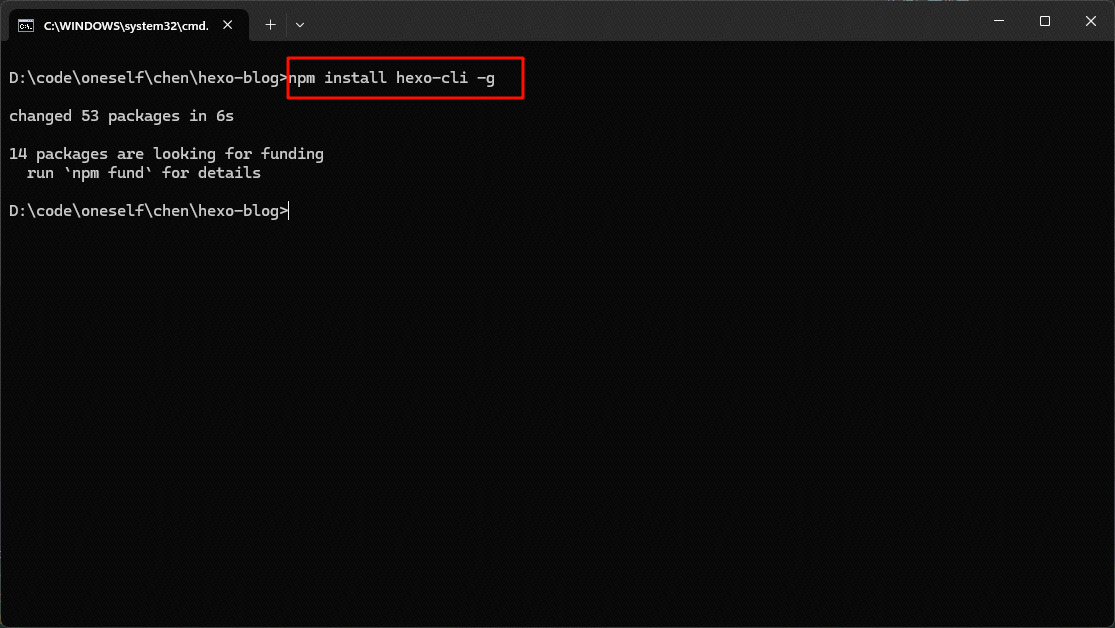 C:\WINDOWS\system32\cmd.
D:\code\oneself\chen\hexo-blog>npm install hexo-cli -g
changed 53 packages in 6s
14 packages are looking for funding
  run `npm fund` for details
D:\code\oneself\chen\hexo-blog>